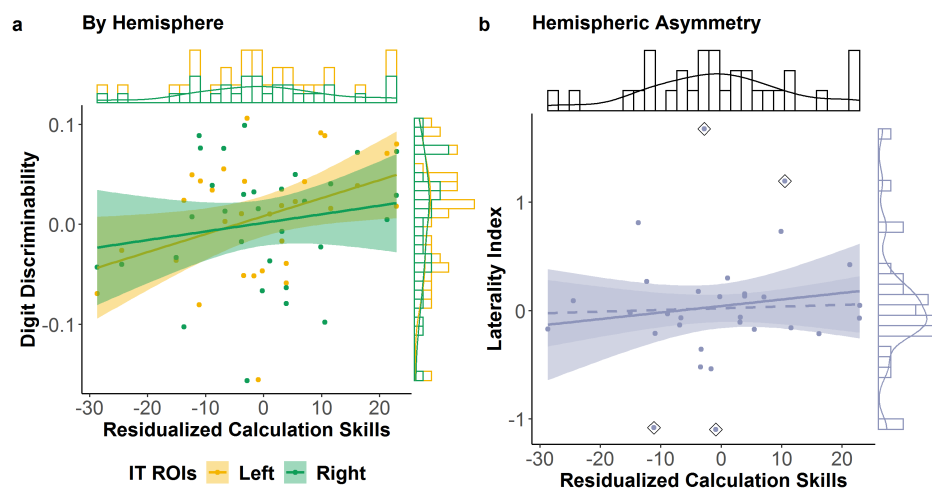 a
By Hemisphere
Digit Discriminability
0.1
0.0
-0.1
-30 -20 -10 0 10 20
Residualized Calculation Skills
IT ROIs Left Right
b
Hemispheric Asymmetry
Laterality Index
1
0
-1
-30 -20 -10 0 10 20
Residualized Calculation Skills